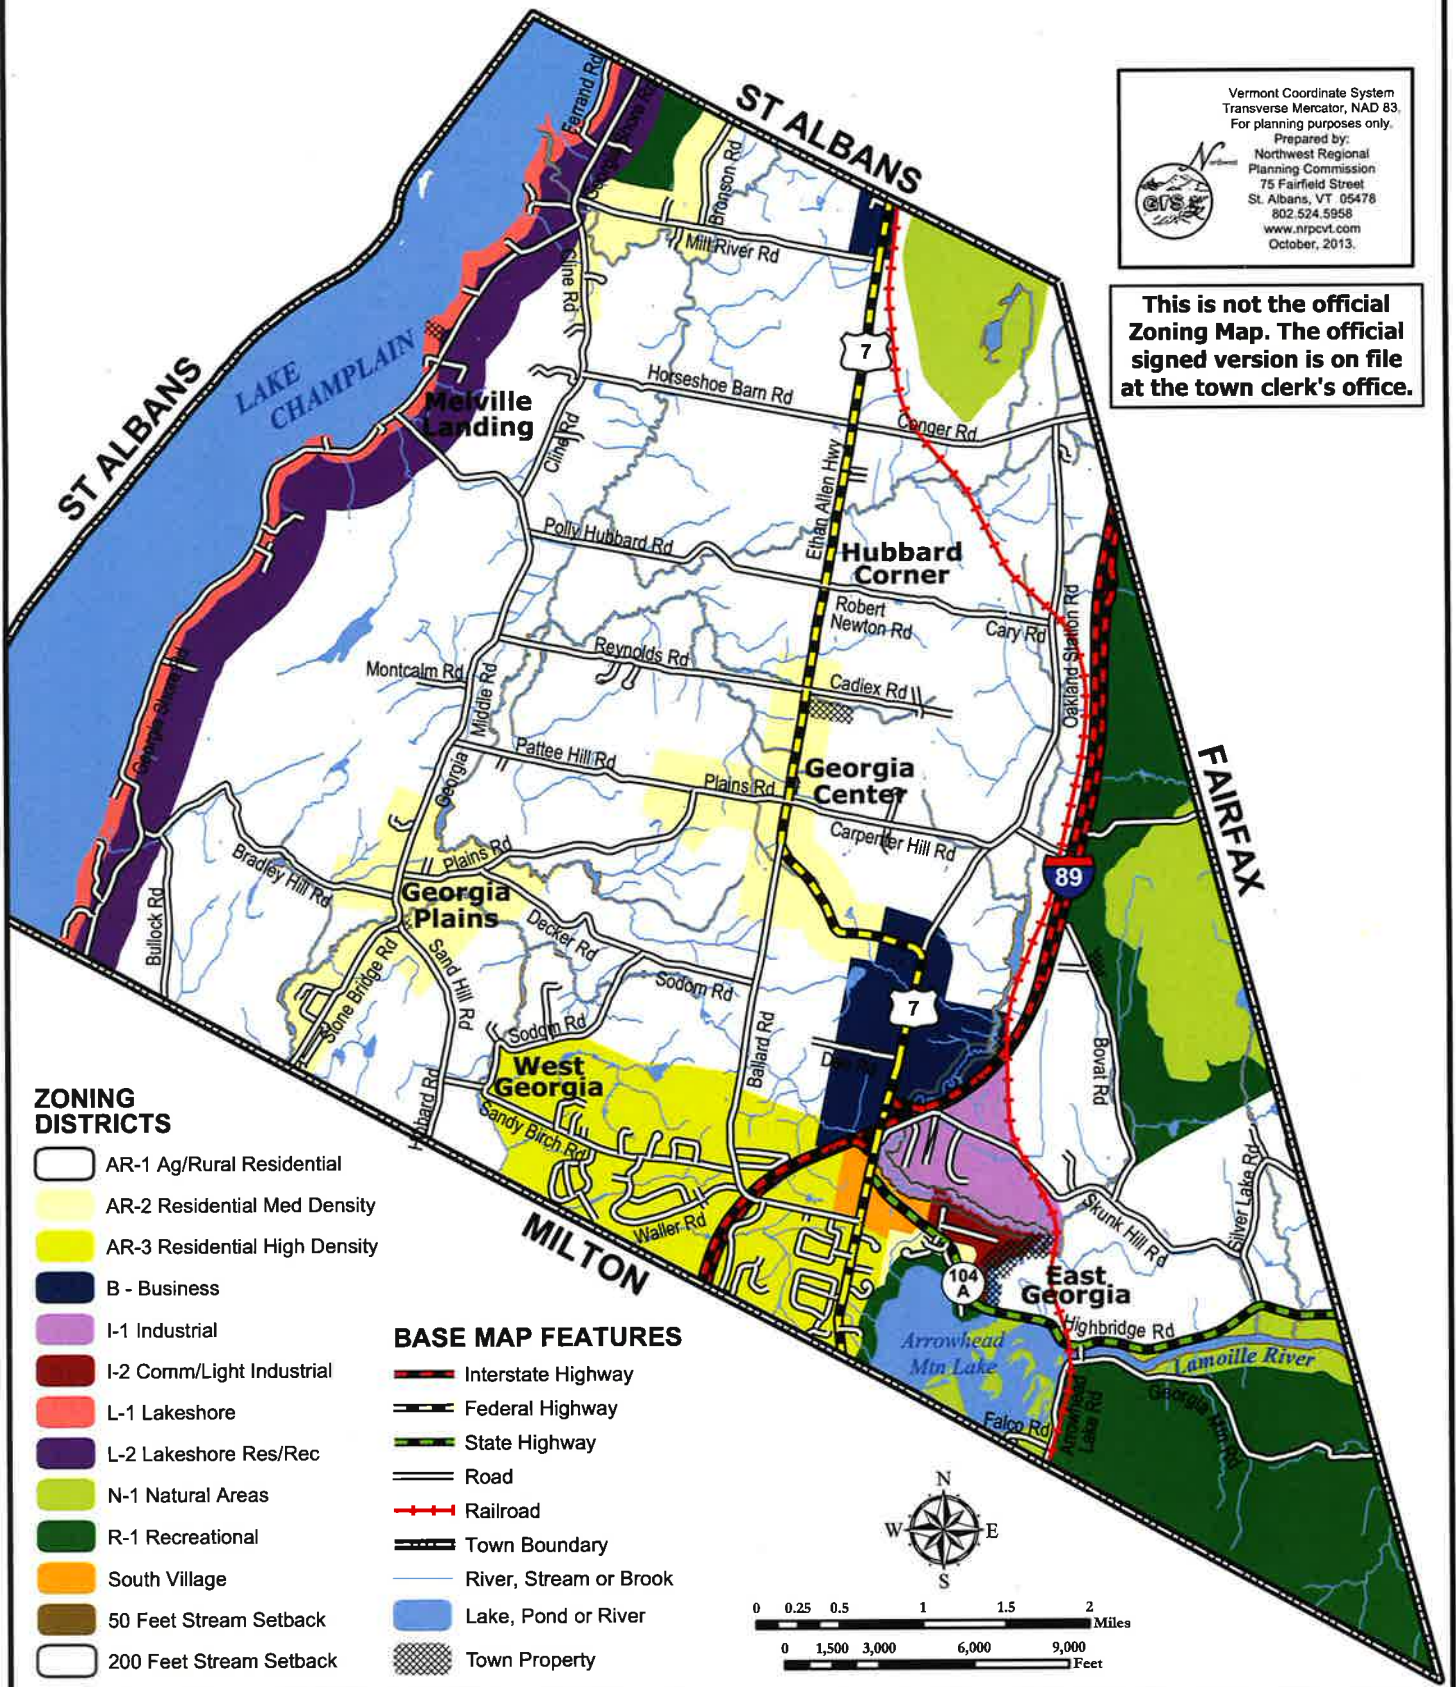 ST ALBANS
Vermont Coordinate System
Transverse Mercator, NAD 83.
For planning purposes only.
Prepared by:
Northwest Regional
Planning Commission
75 Fairfield Street
St. Albans, VT 05478
802.524.5958
www.nrpcvt.com
October, 2013.
Northwest
GIS
This is not the official
Zoning Map. The official
signed version is on file
at the town clerk's office.
Ferrand Rd
Georgia Shore Rd
Bronson Rd
Mill River Rd
Cline Rd
7
ST ALBANS
LAKE
CHAMPLAIN
Melville
Landing
Horseshoe Barn Rd
Conger Rd
Cline Rd
Ethan Allen Hwy
Polly Hubbard Rd
Hubbard
Corner
Robert
Newton Rd
Cary Rd
Oakland Station Rd
Reynolds Rd
Montcalm Rd
Cadiex Rd
Georgia Middle Rd
Georgia Shore Rd
Pattee Hill Rd
Plains Rd
Georgia
Center
Carpenter Hill Rd
FAIRFAX
89
Bradley Hill Rd
Plains Rd
Georgia
Plains
Bullock Rd
Decker Rd
Stone Bridge Rd
Sand Hill Rd
Sodom Rd
7
Sodom Rd
Ballard Rd
Bovat Rd
West
Georgia
Hubbard Rd
Sandy Birch Rd
Waller Rd
MILTON
Skunk Hill Rd
Silver Lake Rd
104
A
East
Georgia
Highbridge Rd
Arrowhead
Mtn Lake
Lamoille River
Georgia Mtn Rd
Falco Rd
Arrowhead
Lake Rd
ZONING
DISTRICTS
AR-1 Ag/Rural Residential
AR-2 Residential Med Density
AR-3 Residential High Density
B - Business
I-1 Industrial
I-2 Comm/Light Industrial
L-1 Lakeshore
L-2 Lakeshore Res/Rec
N-1 Natural Areas
R-1 Recreational
South Village
50 Feet Stream Setback
200 Feet Stream Setback
BASE MAP FEATURES
Interstate Highway
Federal Highway
State Highway
Road
Railroad
Town Boundary
River, Stream or Brook
Lake, Pond or River
Town Property
N
W E
S
0 0.25 0.5 1 1.5 2
Miles
0 1,500 3,000 6,000 9,000
Feet